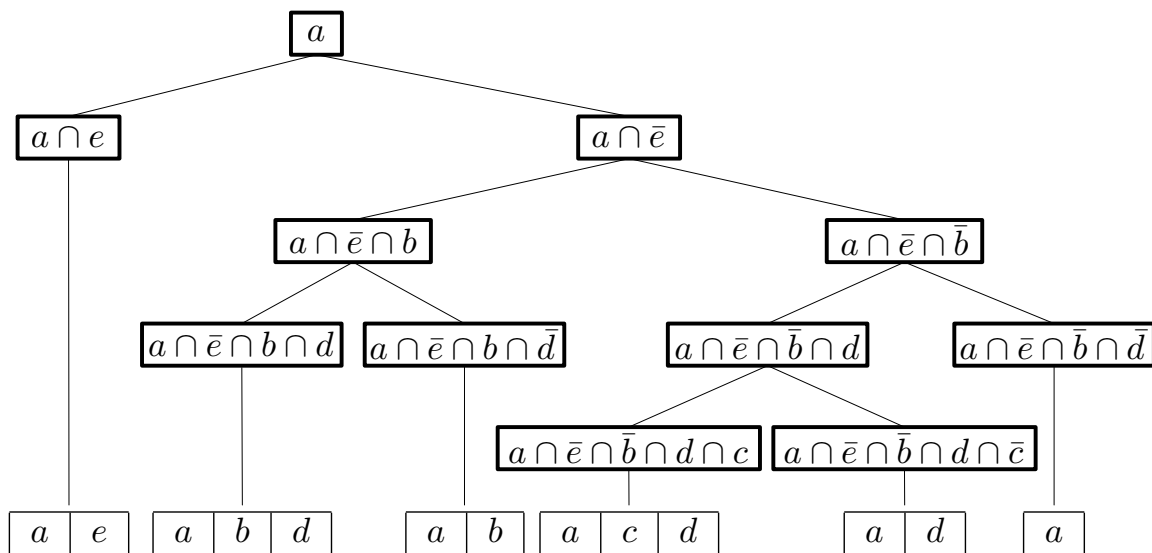 a
a ∩ e a ∩ ē
a ∩ ē ∩ b a ∩ ē ∩ b̄
a ∩ ē ∩ b ∩ d a ∩ ē ∩ b ∩ d̄ a ∩ ē ∩ b̄ ∩ d a ∩ ē ∩ b̄ ∩ d̄
a ∩ ē ∩ b̄ ∩ d ∩ c a ∩ ē ∩ b̄ ∩ d ∩ c̄
a e a b d a b a c d a d a